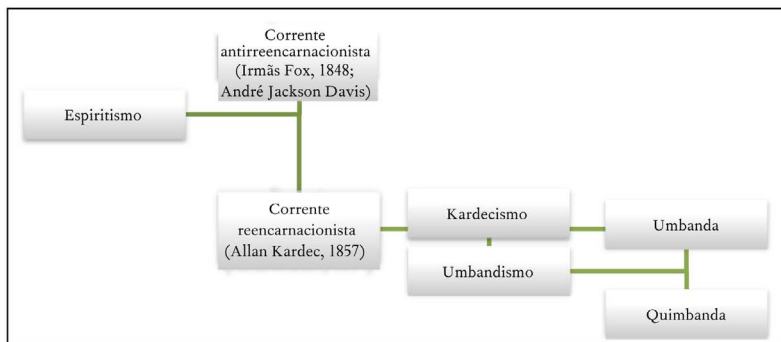 Corrente
antirreencarnacionista
(Irmãs Fox, 1848;
André Jackson Davis)
Espiritismo
Corrente
reencarnacionista
(Allan Kardec, 1857)
Kardecismo
Umbanda
Umbandismo
Quimbanda